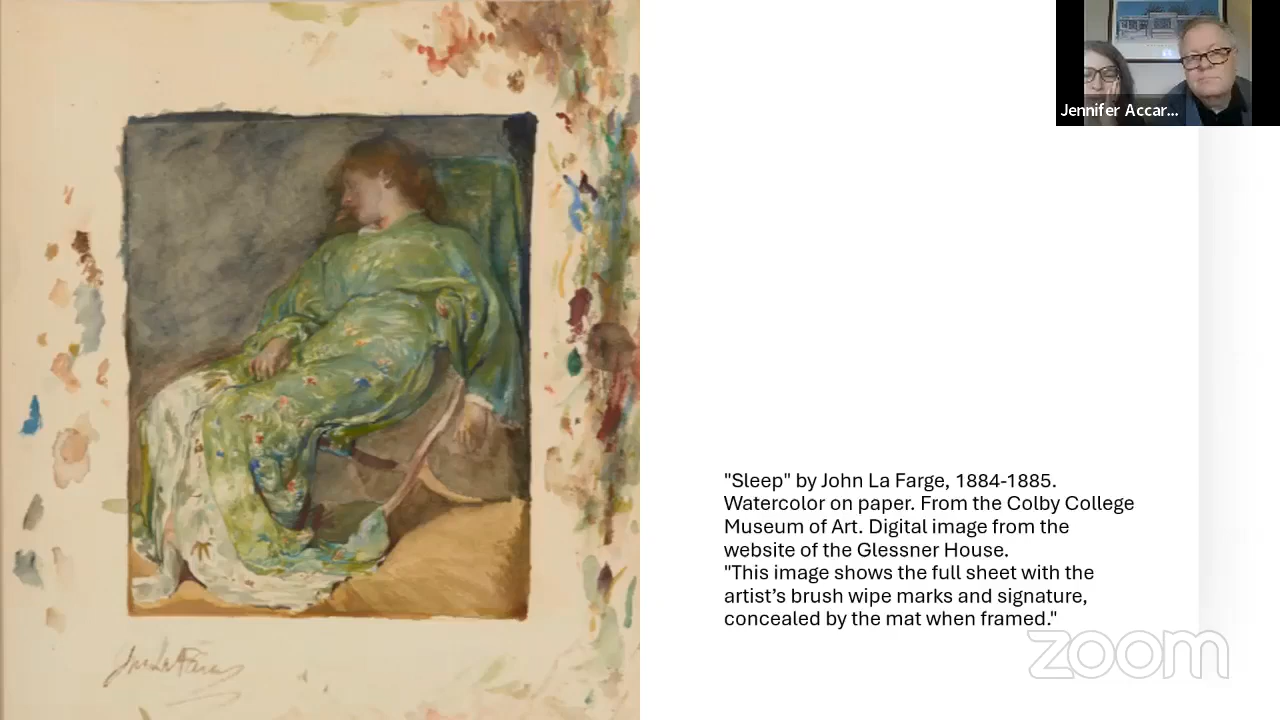 Jennifer Accar...
"Sleep" by John La Farge, 1884-1885.
Watercolor on paper. From the Colby College
Museum of Art. Digital image from the
website of the Glessner House.
"This image shows the full sheet with the
artist’s brush wipe marks and signature,
concealed by the mat when framed."
zoom